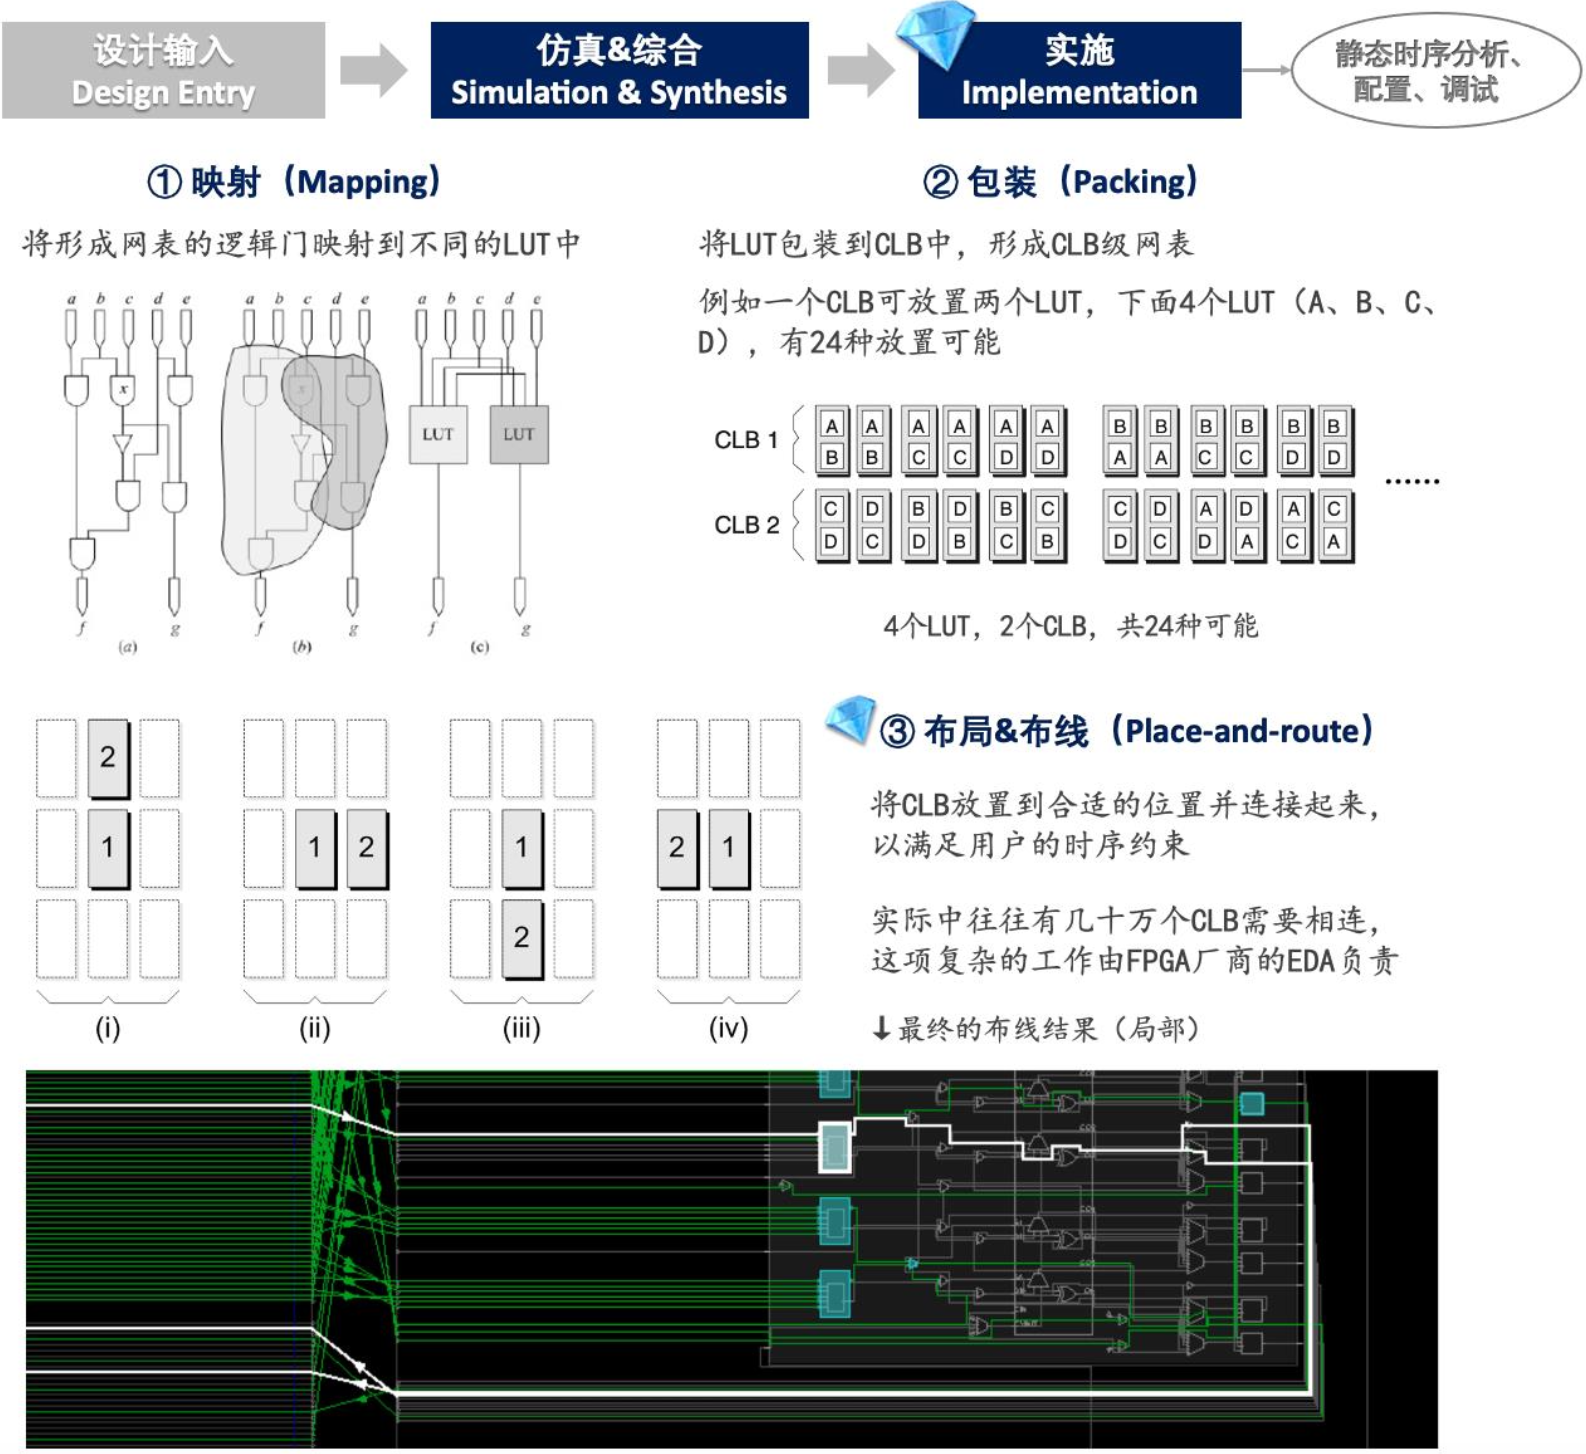 设计输入
Design Entry
仿真&综合
Simulation & Synthesis
实施
Implementation
静态时序分析、
配置、调试
① 映射（Mapping）
将形成网表的逻辑门映射到不同的LUT中
a b c d e
a b c d e
a b c d e
x
x
LUT
LUT
f g
f g
f g
(a)
(b)
(c)
② 包装（Packing）
将LUT包装到CLB中，形成CLB级网表
例如一个CLB可放置两个LUT，下面4个LUT（A、B、C、
D），有24种放置可能
CLB 1
A A A A A A B B B B B B
B B C C D D A A C C D D
......
CLB 2
C D B D B C C D A D A C
D C D B C B D C D A C A
4个LUT，2个CLB，共24种可能
2
1
1 2
1
2
2 1
(i)
(ii)
(iii)
(iv)
③ 布局&布线（Place-and-route）
将CLB放置到合适的位置并连接起来，
以满足用户的时序约束
实际中往往有几十万个CLB需要相连，
这项复杂的工作由FPGA厂商的EDA负责
↓最终的布线结果（局部）